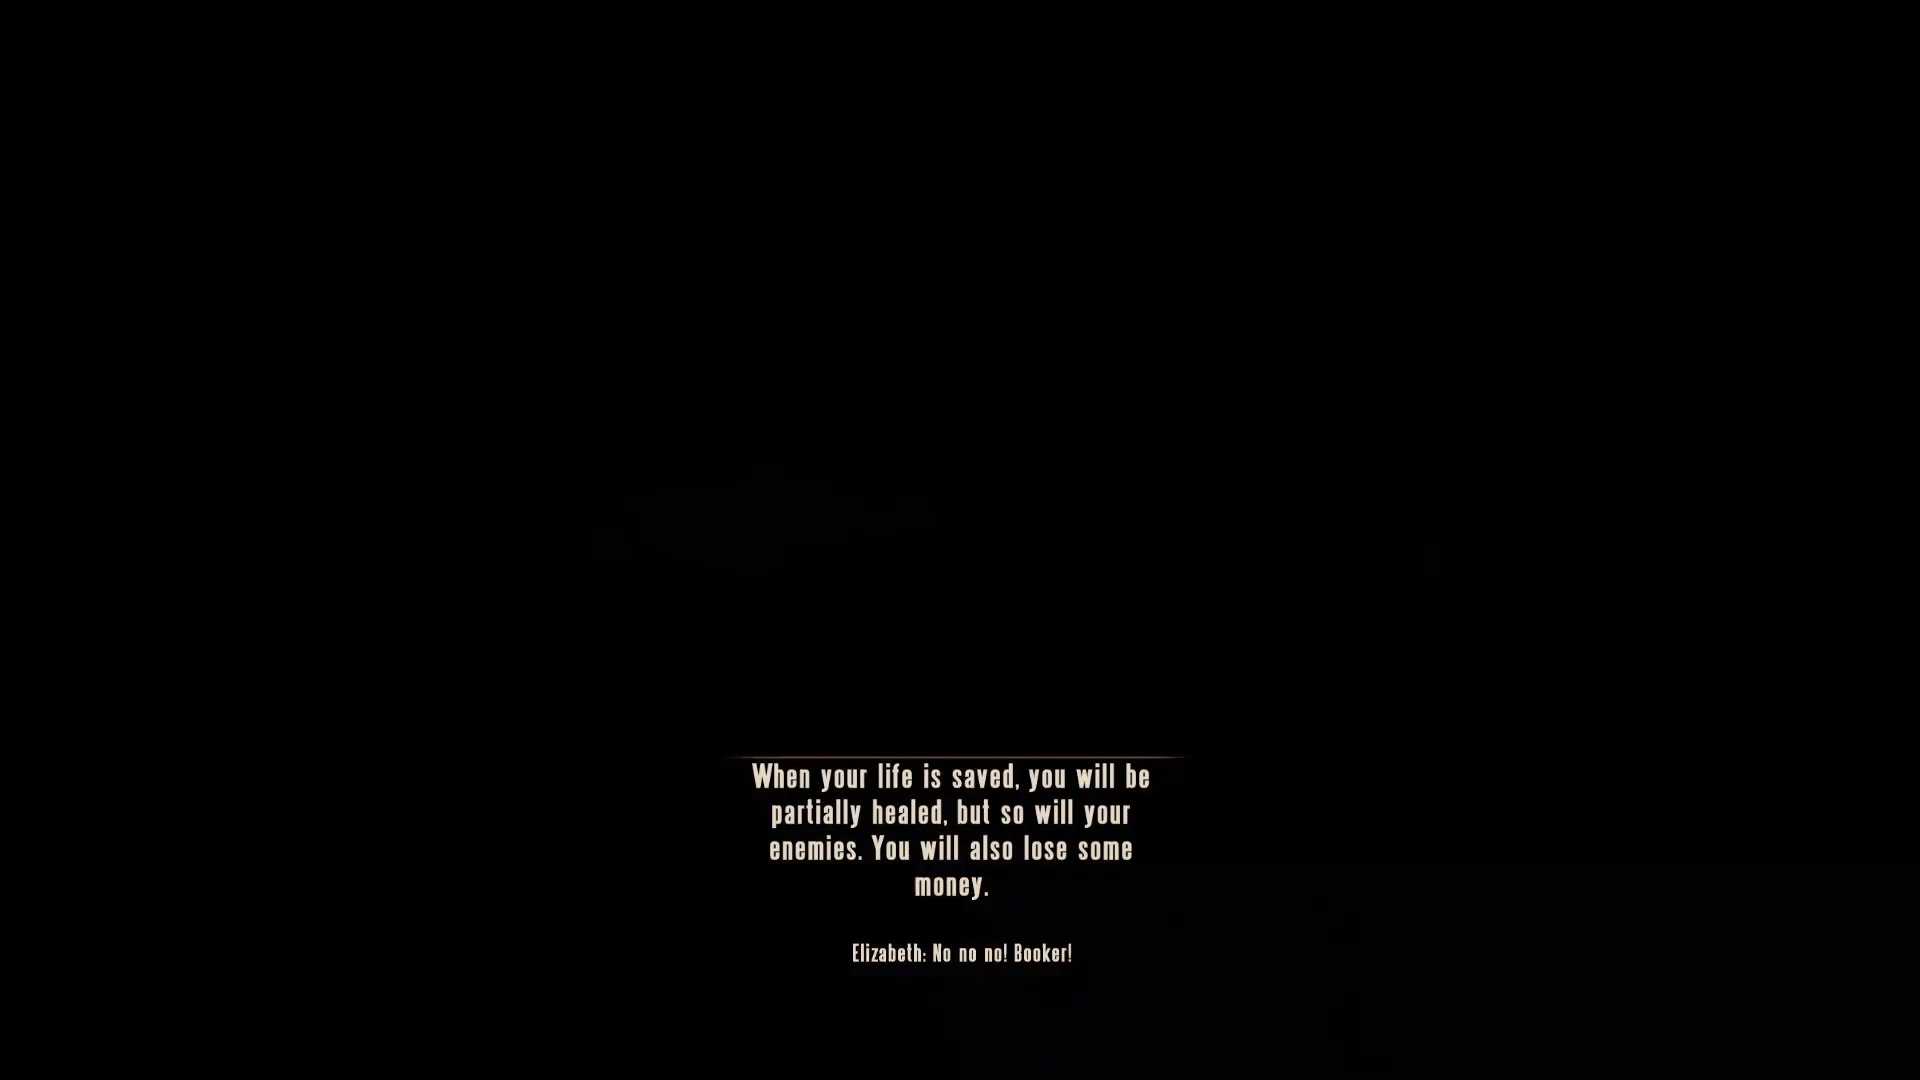 When your life is saved, you will be
partially healed, but so will your
enemies. You will also lose some
money.
Elizabeth: No no no! Booker!